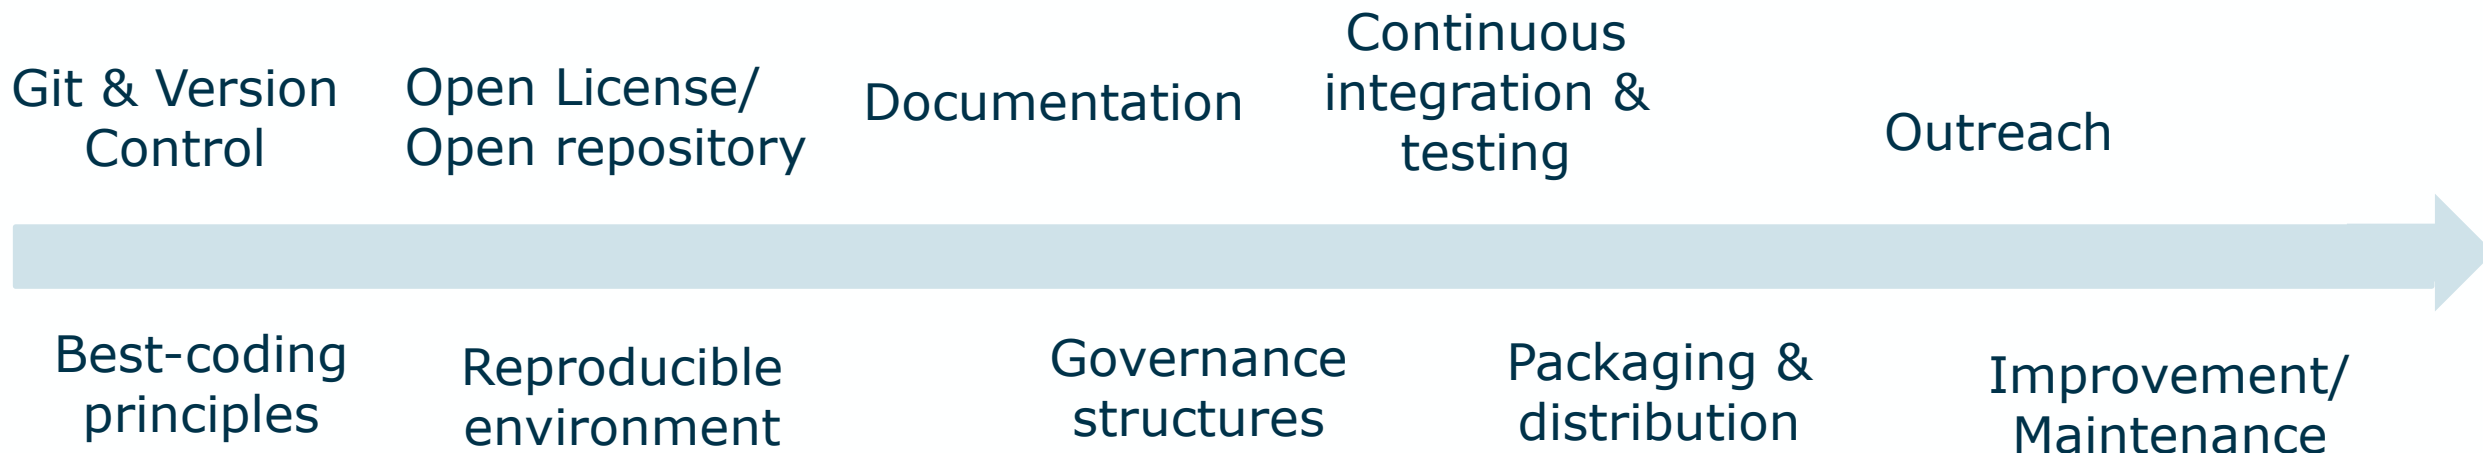 Git & Version
Control
Open License/
Open repository
Documentation
Continuous
integration &
testing
Outreach
Best-coding
principles
Reproducible
environment
Governance
structures
Packaging &
distribution
Improvement/
Maintenance